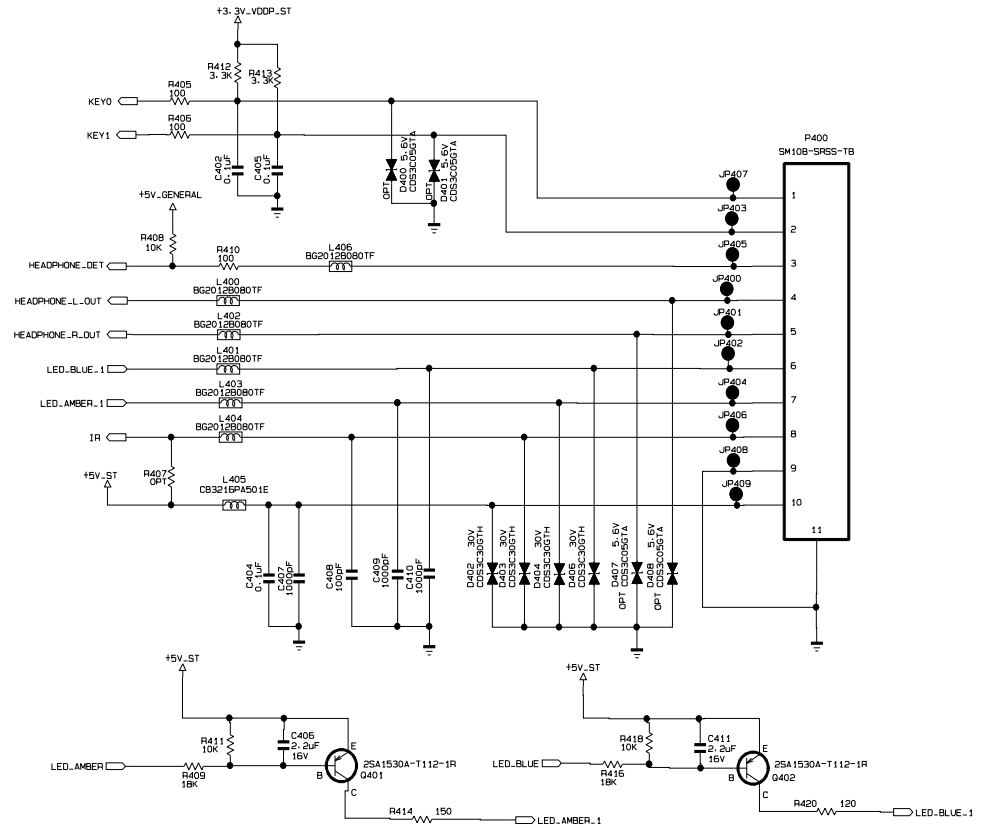 +3.3V_VDDP_ST
R412
3.3K
R413
3.3K
R405
100
KEY0
R406
100
KEY1
C402
0.1uF
C405
0.1uF
OPT
D400 5.6V
CDS3C05GTA
OPT
D401 5.6V
CDS3C05GTA
P400
SM10B-SRSS-TB
JP407
1
JP403
2
+5V_GENERAL
R408
10K
R410
100
L406
BG2012B080TF
HEADPHONE_DET
JP405
3
L400
BG2012B080TF
HEADPHONE_L_OUT
JP400
4
L402
BG2012B080TF
HEADPHONE_R_OUT
JP401
5
L401
BG2012B080TF
LED_BLUE_1
JP402
6
L403
BG2012B080TF
LED_AMBER_1
JP404
7
L404
BG2012B080TF
IR
JP406
8
R407
OPT
JP408
9
+5V_ST
L405
CB3216PA501E
JP409
10
11
C404
0.1uF
C407
1000pF
C408
100pF
C409
1000pF
C410
1000pF
D402 30V
CDS3C30GTH
D403 30V
CDS3C30GTH
D404 30V
CDS3C30GTH
D406 30V
CDS3C30GTH
D407 5.6V
OPT CDS3C05GTA
D408 5.6V
OPT CDS3C05GTA
+5V_ST
R411
10K
C406
2.2uF
16V
E
2SA1530A-T112-1R
Q401
B
C
LED_AMBER
R409
18K
R414 150
LED_AMBER_1
+5V_ST
R418
10K
C411
2.2uF
16V
E
2SA1530A-T112-1R
Q402
B
C
LED_BLUE
R416
18K
R420 120
LED_BLUE_1